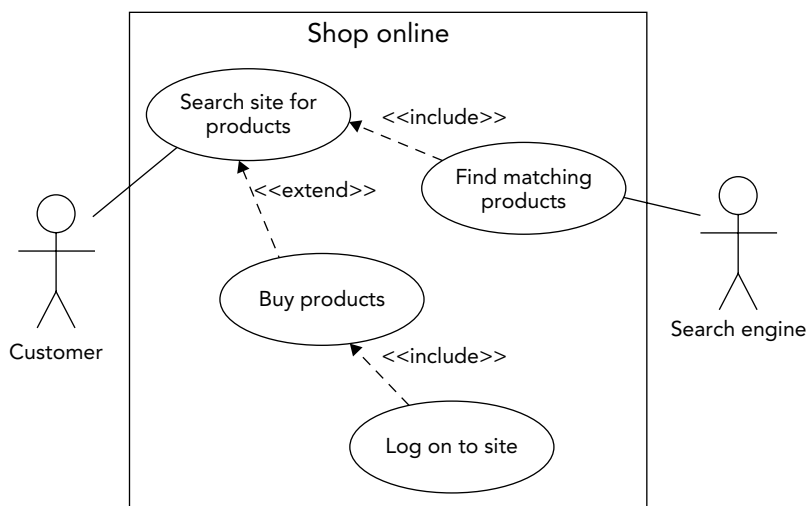 Shop online
Search site for
products
<<include>>
Find matching
products
<<extend>>
Buy products
Customer
Search engine
<<include>>
Log on to site